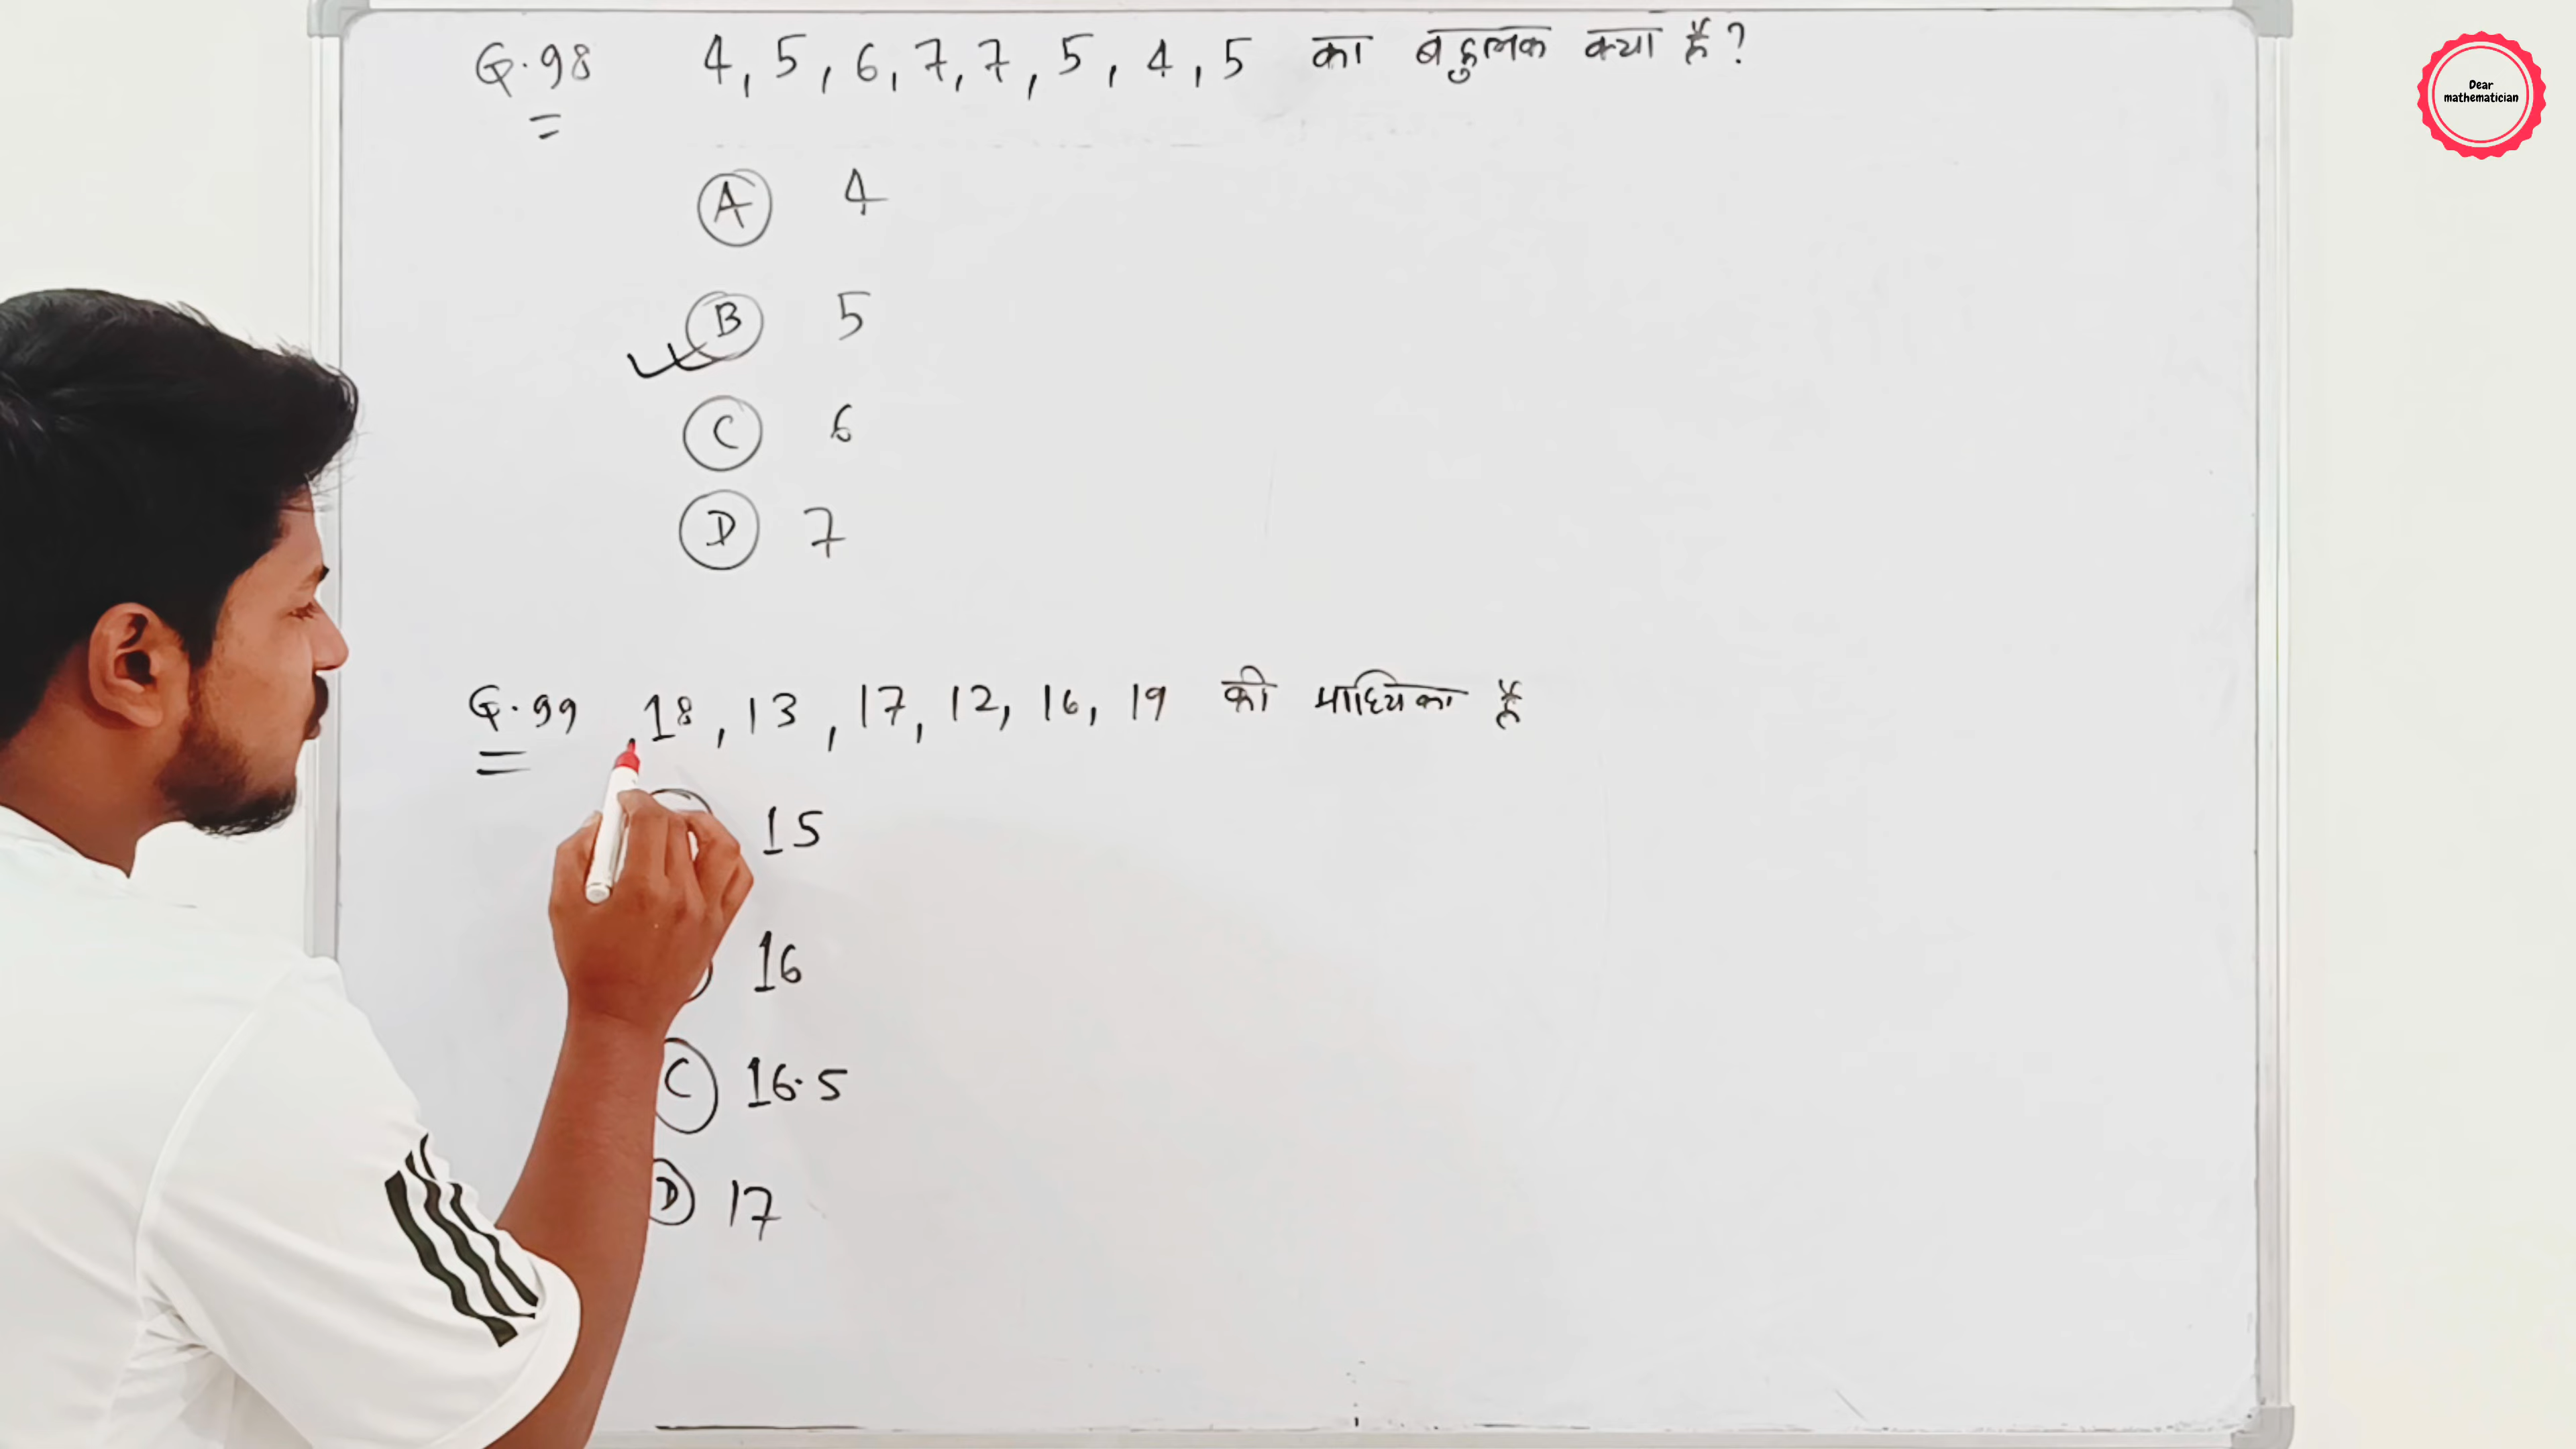 Q.98 4, 5, 6, 7, 7, 5, 4, 5 का बहुलक क्या है?
Dear
mathematician
A 4
B 5
C 6
D 7
Q.99 , 18, 13, 17, 12, 16, 19 की माध्यिका है
15
16
C 16.5
D 17